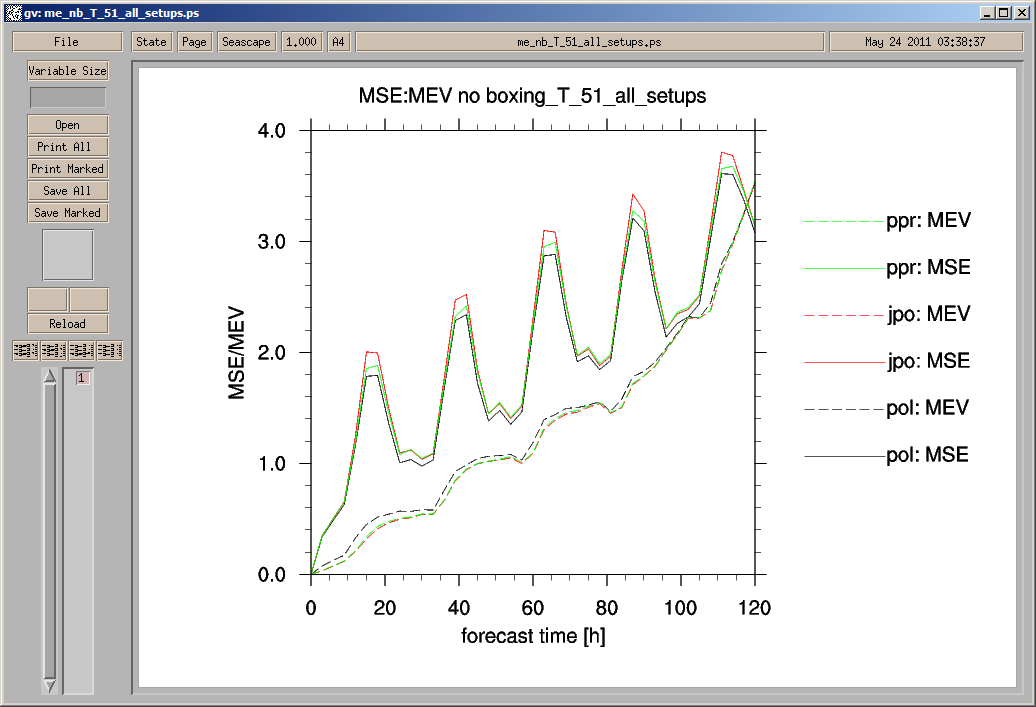 gv: me_nb_T_51_all_setups.ps
File State Page Seascape 1.000 A4 me_nb_T_51_all_setups.ps May 24 2011 03:38:37
Variable Size
Open
Print All
Print Marked
Save All
Save Marked
Reload
1
MSE:MEV no boxing_T_51_all_setups
MSE/MEV
4.0
3.0
2.0
1.0
0.0
0 20 40 60 80 100 120
forecast time [h]
ppr: MEV
ppr: MSE
jpo: MEV
jpo: MSE
pol: MEV
pol: MSE